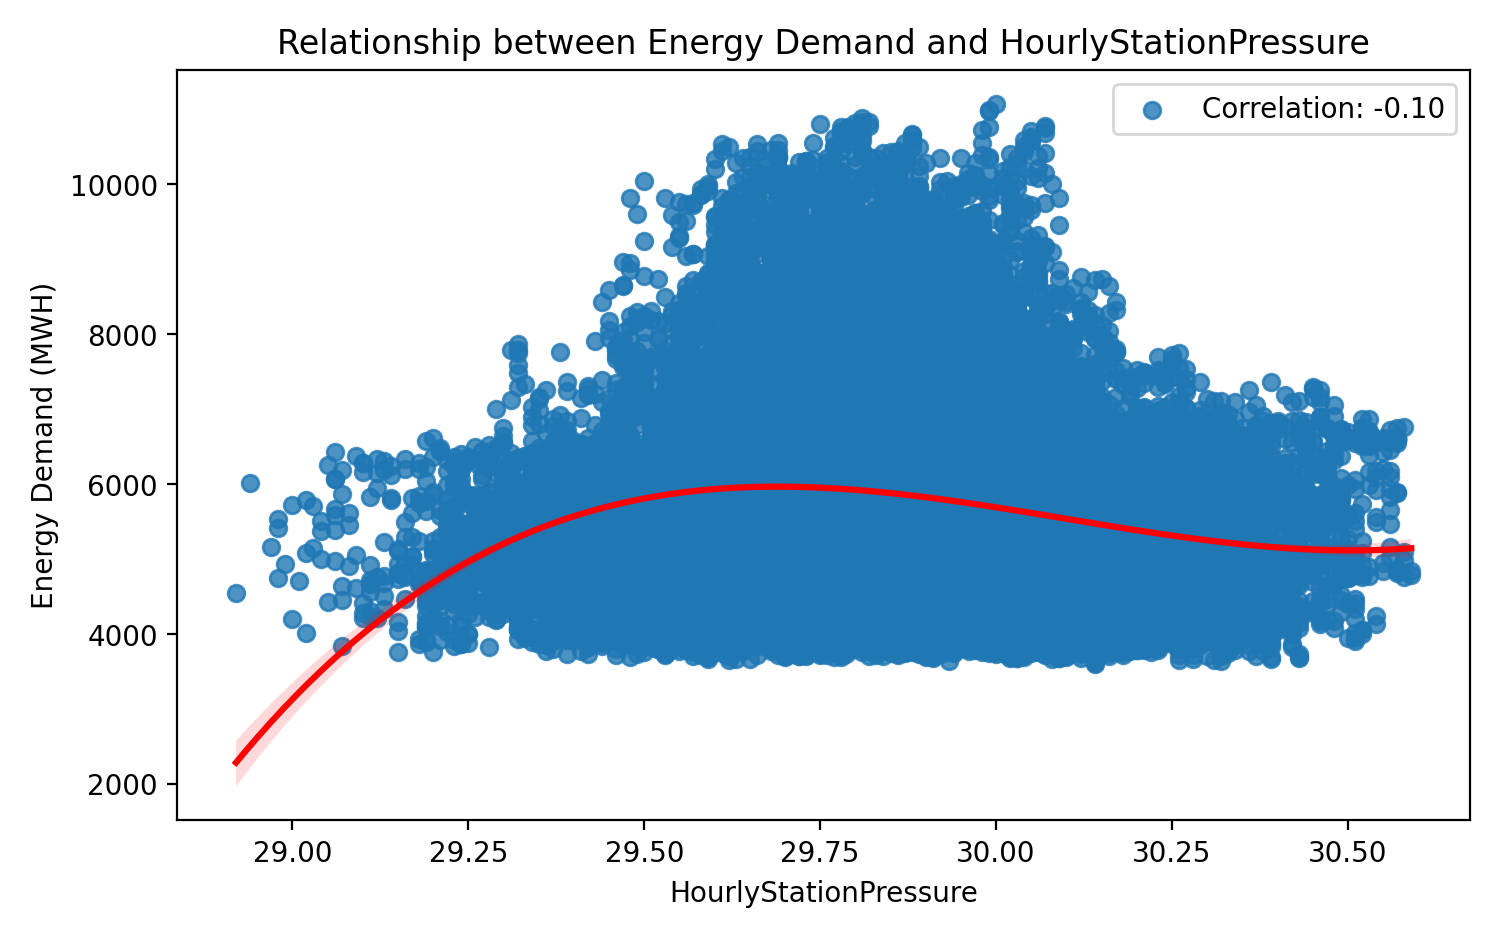 Relationship between Energy Demand and HourlyStationPressure
Correlation: -0.10
Energy Demand (MWH)
10000
8000
6000
4000
2000
29.00 29.25 29.50 29.75 30.00 30.25 30.50
HourlyStationPressure